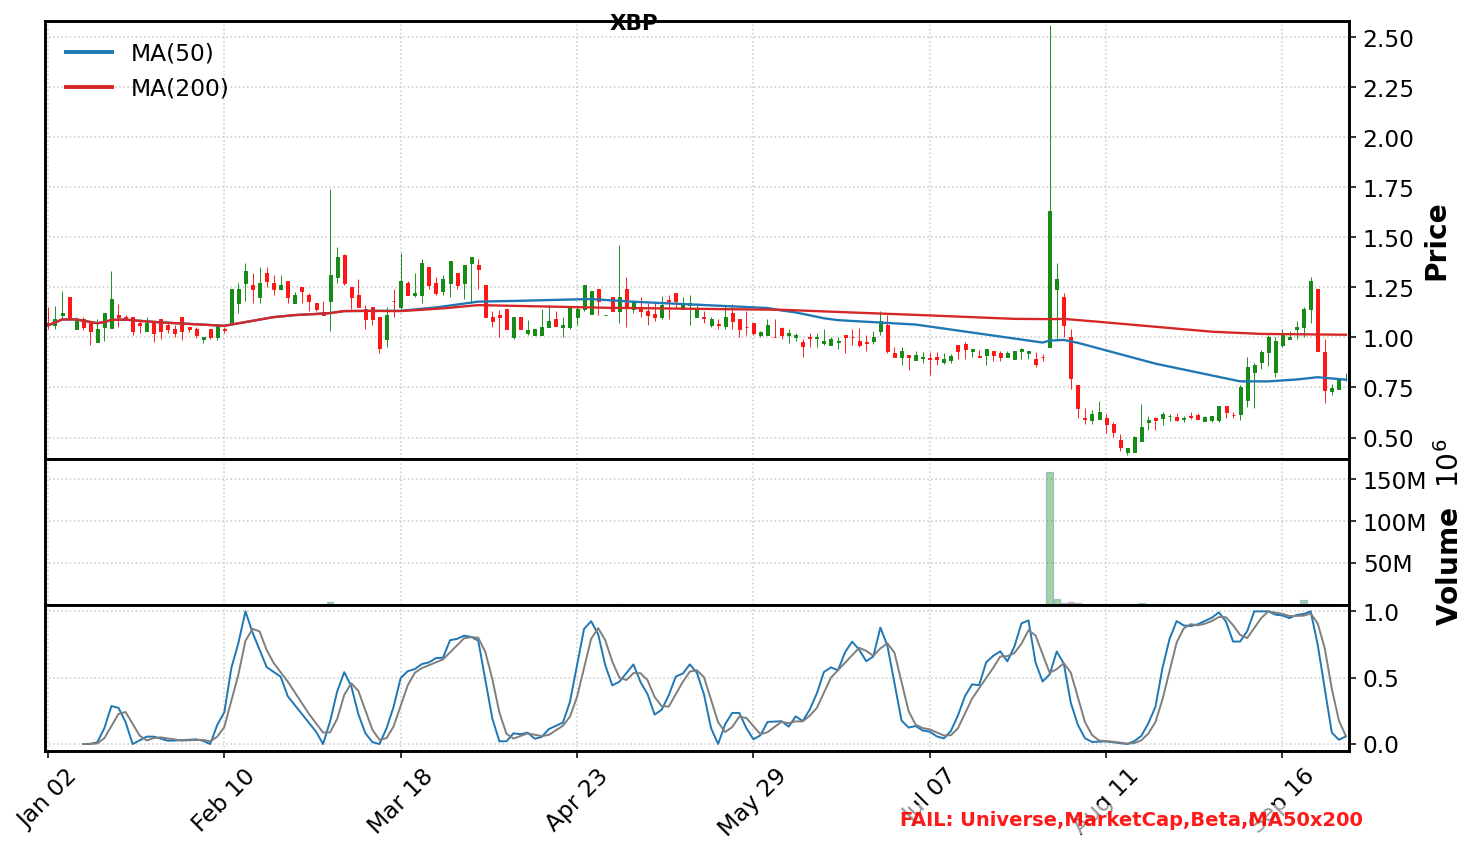 XBP
MA(50)
MA(200)
2.50
2.25
2.00
1.75
1.50
1.25
1.00
0.75
0.50
Price
150M
100M
50M
Volume 10⁶
1.0
0.5
0.0
Jan 02
Feb 10
Mar 18
Apr 23
May 29
Jul 07
Aug 11
Sep 16
FAIL: Universe,MarketCap,Beta,MA50x200